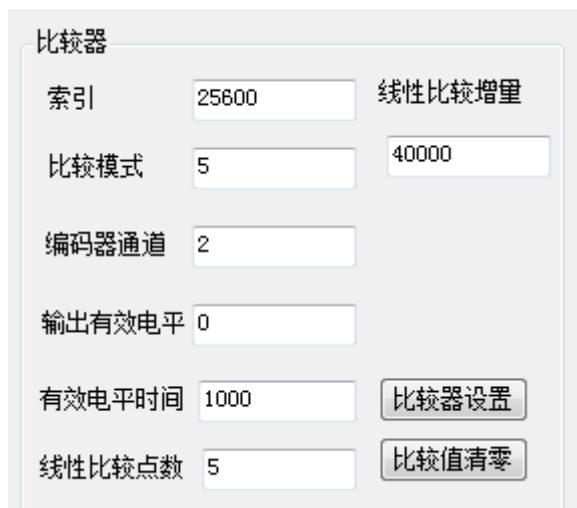 比较器
索引 25600 线性比较增量
比较模式 5 40000
编码器通道 2
输出有效电平 0
有效电平时间 1000 比较器设置
线性比较点数 5 比较值清零